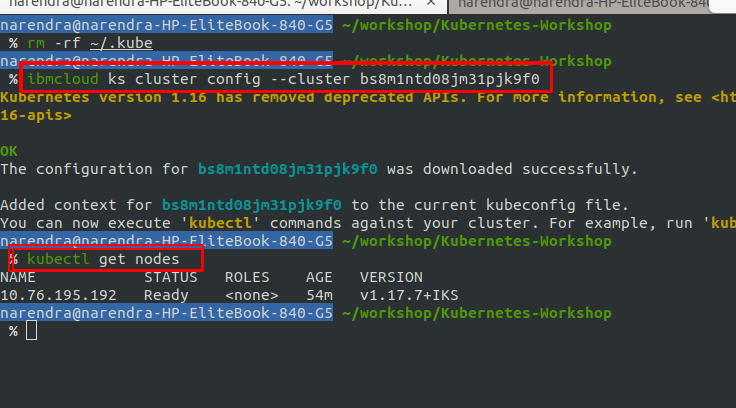 narendra@narendra-HP-EliteBook-840-G5: ~/workshop/Ku... × narendra@narendra-HP-EliteBook-840-G
narendra@narendra-HP-EliteBook-840-G5 ~/workshop/Kubernetes-Workshop
% rm -rf ~/.kube
narendra@narendra-HP-EliteBook-840-G5 ~/workshop/Kubernetes-Workshop
% ibmcloud ks cluster config --cluster bs8m1ntd08jm31pjk9f0
Kubernetes version 1.16 has removed deprecated APIs. For more information, see <ht
16-apis>
OK
The configuration for bs8m1ntd08jm31pjk9f0 was downloaded successfully.
Added context for bs8m1ntd08jm31pjk9f0 to the current kubeconfig file.
You can now execute 'kubectl' commands against your cluster. For example, run 'kub
narendra@narendra-HP-EliteBook-840-G5 ~/workshop/Kubernetes-Workshop
% kubectl get nodes
NAME STATUS ROLES AGE VERSION
10.76.195.192 Ready <none> 54m v1.17.7+IKS
narendra@narendra-HP-EliteBook-840-G5 ~/workshop/Kubernetes-Workshop
%